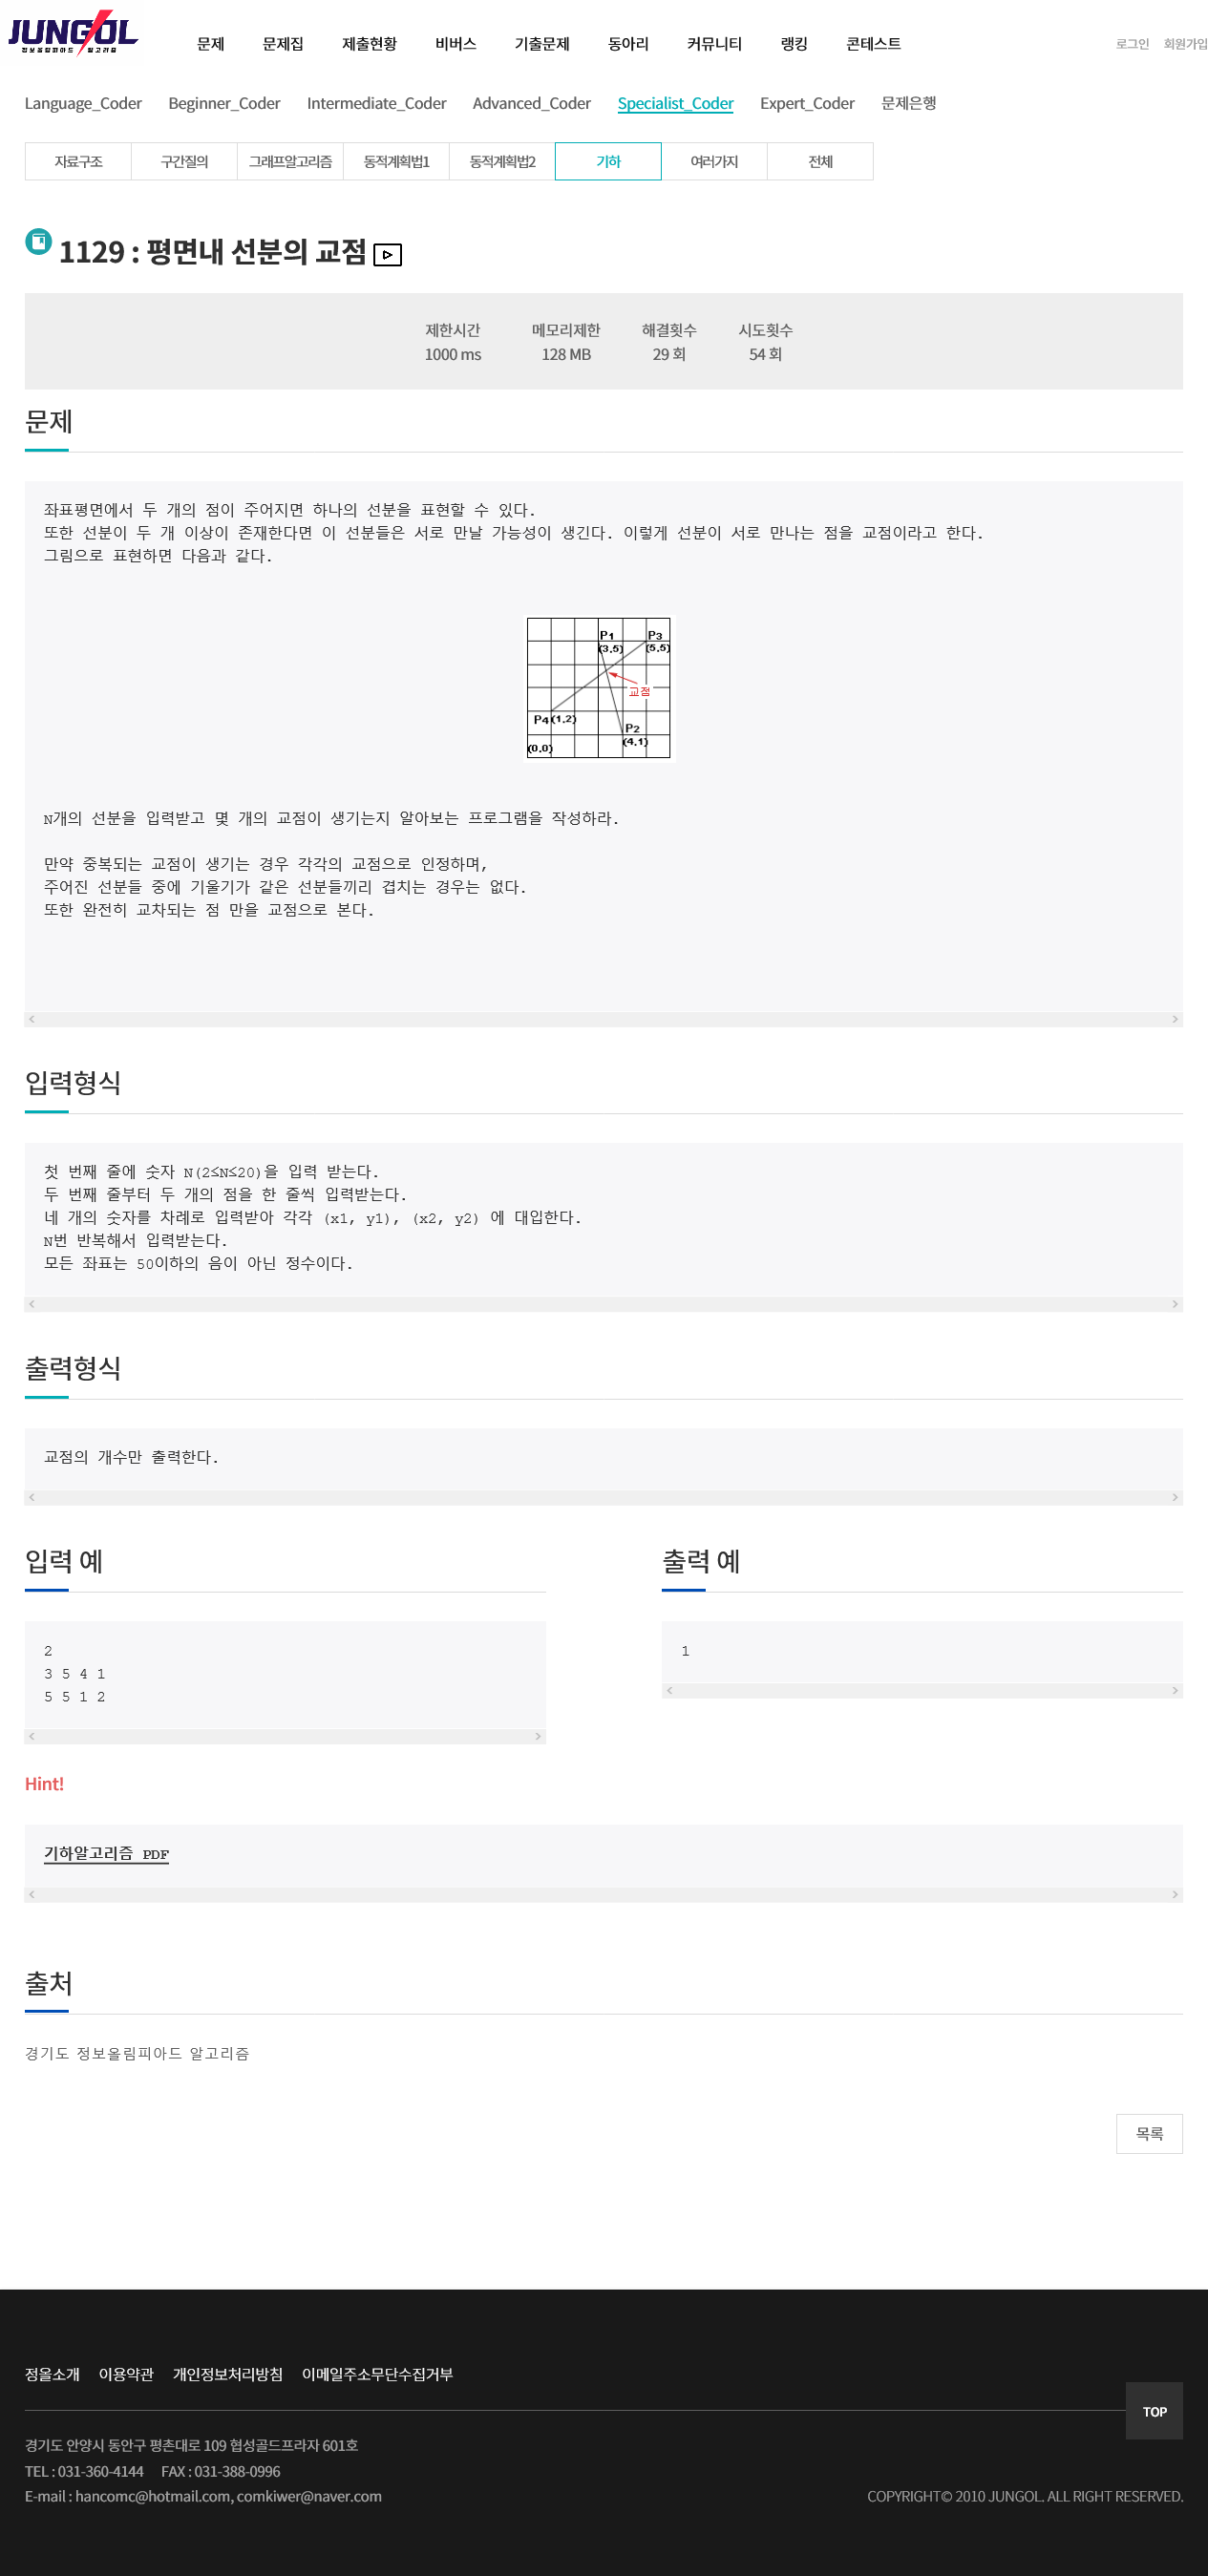 JUNGOL
정보올림피아드 알고리즘
문제 문제집 제출현황 비버스 기출문제 동아리 커뮤니티 랭킹 콘테스트 로그인 회원가입
Language_Coder Beginner_Coder Intermediate_Coder Advanced_Coder Specialist_Coder Expert_Coder 문제은행
자료구조 구간질의 그래프알고리즘 동적계획법1 동적계획법2 기하 여러가지 전체
1129 : 평면내 선분의 교점
제한시간 메모리제한 해결횟수 시도횟수
1000 ms 128 MB 29 회 54 회
문제
좌표평면에서 두 개의 점이 주어지면 하나의 선분을 표현할 수 있다.
또한 선분이 두 개 이상이 존재한다면 이 선분들은 서로 만날 가능성이 생긴다. 이렇게 선분이 서로 만나는 점을 교점이라고 한다.
그림으로 표현하면 다음과 같다.
P1 P3
(3,5) (5,5)
교점
P4 (1,2) P2
(0,0) (4,1)
N개의 선분을 입력받고 몇 개의 교점이 생기는지 알아보는 프로그램을 작성하라.
만약 중복되는 교점이 생기는 경우 각각의 교점으로 인정하며,
주어진 선분들 중에 기울기가 같은 선분들끼리 겹치는 경우는 없다.
또한 완전히 교차되는 점 만을 교점으로 본다.
입력형식
첫 번째 줄에 숫자 N(2≤N≤20)을 입력 받는다.
두 번째 줄부터 두 개의 점을 한 줄씩 입력받는다.
네 개의 숫자를 차례로 입력받아 각각 (x1, y1), (x2, y2) 에 대입한다.
N번 반복해서 입력받는다.
모든 좌표는 50이하의 음이 아닌 정수이다.
출력형식
교점의 개수만 출력한다.
입력 예
2
3 5 4 1
5 5 1 2
출력 예
1
Hint!
기하알고리즘 PDF
출처
경기도 정보올림피아드 알고리즘
목록
정올소개 이용약관 개인정보처리방침 이메일주소무단수집거부
TOP
경기도 안양시 동안구 평촌대로 109 협성골드프라자 601호
TEL : 031-360-4144 FAX : 031-388-0996
E-mail : hancomc@hotmail.com, comkiwer@naver.com
COPYRIGHT© 2010 JUNGOL. ALL RIGHT RESERVED.